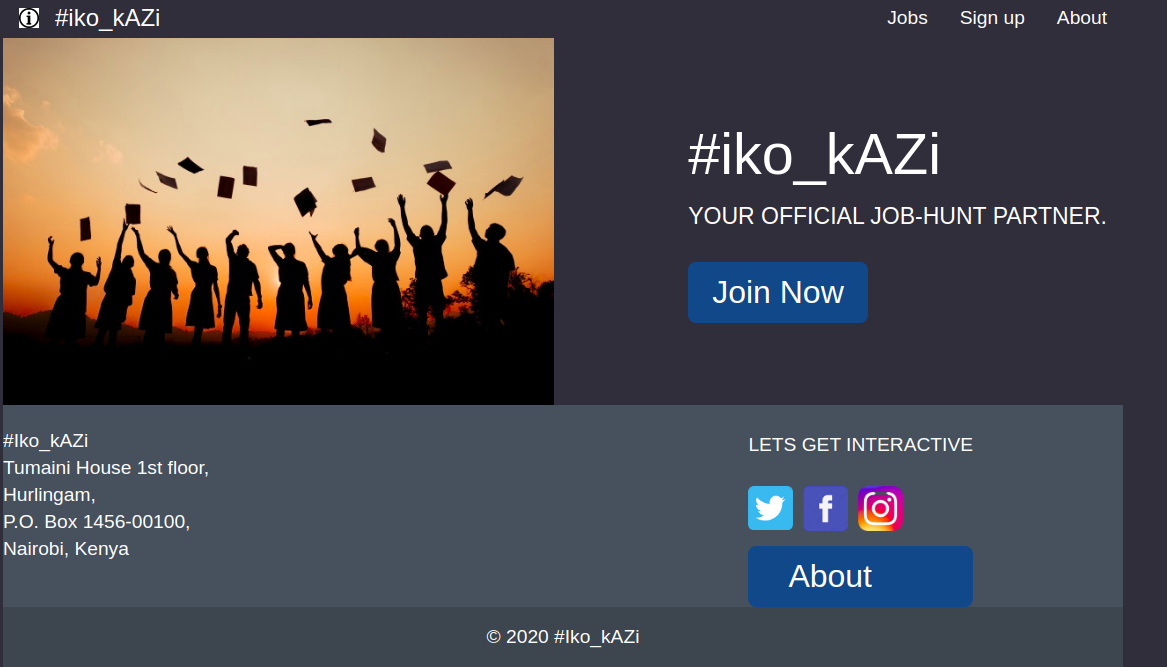 #iko_kAZi
Jobs Sign up About
#iko_kAZi
YOUR OFFICIAL JOB-HUNT PARTNER.
Join Now
#Iko_kAZi
Tumaini House 1st floor,
Hurlingam,
P.O. Box 1456-00100,
Nairobi, Kenya
LETS GET INTERACTIVE
About
© 2020 #Iko_kAZi